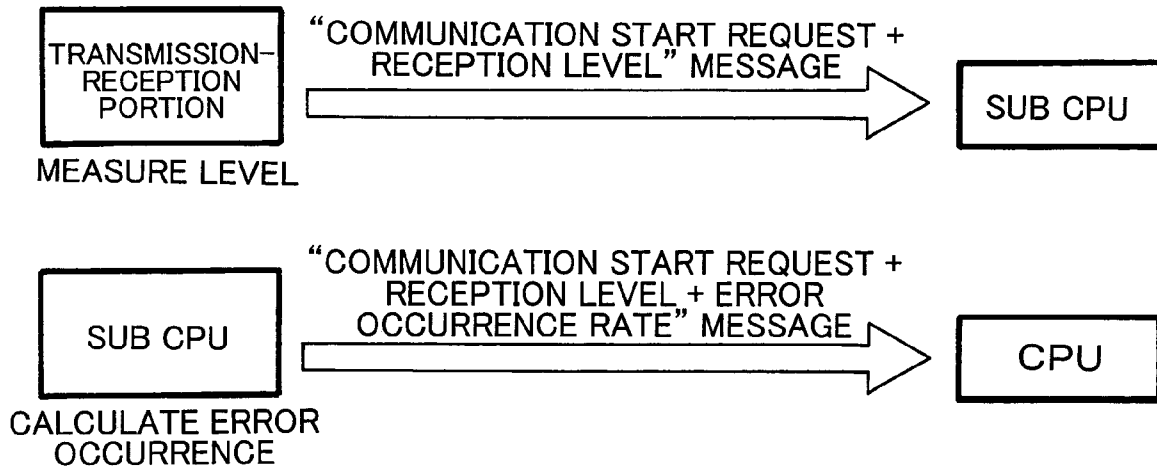 TRANSMISSION-
RECEPTION
PORTION
MEASURE LEVEL
“COMMUNICATION START REQUEST +
RECEPTION LEVEL” MESSAGE
SUB CPU
SUB CPU
CALCULATE ERROR
OCCURRENCE
“COMMUNICATION START REQUEST +
RECEPTION LEVEL + ERROR
OCCURRENCE RATE” MESSAGE
CPU